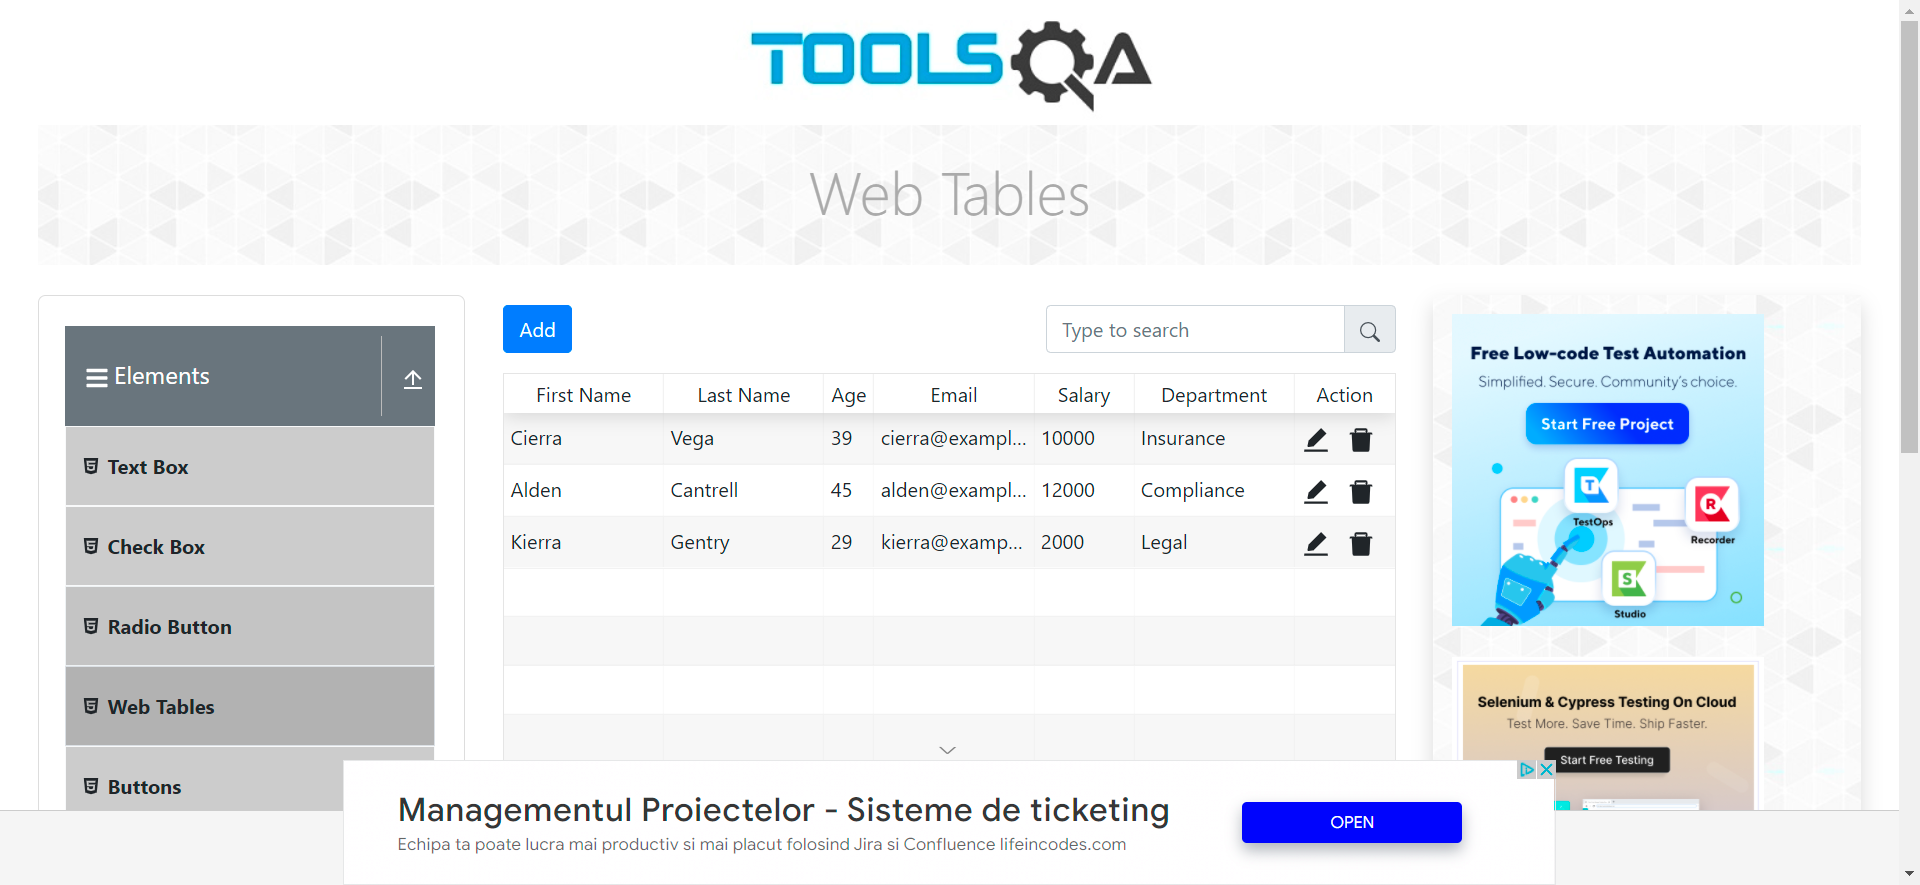 TOOLSQA
Web Tables
Elements
Text Box
Check Box
Radio Button
Web Tables
Buttons
Add
Type to search
First Name Last Name Age Email Salary Department Action
Cierra Vega 39 cierra@exampl... 10000 Insurance
Alden Cantrell 45 alden@exampl... 12000 Compliance
Kierra Gentry 29 kierra@examp... 2000 Legal
Free Low-code Test Automation
Simplified. Secure. Community's choice.
Start Free Project
TestOps
Recorder
Studio
Selenium & Cypress Testing On Cloud
Test More. Save Time. Ship Faster.
Start Free Testing
Managementul Proiectelor - Sisteme de ticketing
Echipa ta poate lucra mai productiv si mai placut folosind Jira si Confluence lifeincodes.com
OPEN